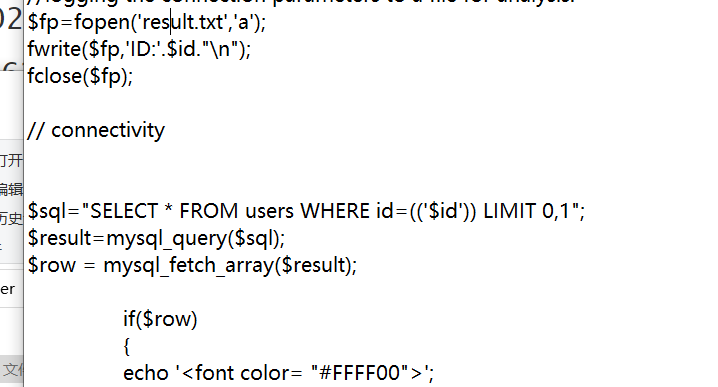 //logging the connection parameters to a file for analysis.
$fp=fopen('result.txt','a');
fwrite($fp,'ID:'.$id."\n");
fclose($fp);
// connectivity
$sql="SELECT * FROM users WHERE id=(('$id')) LIMIT 0,1";
$result=mysql_query($sql);
$row = mysql_fetch_array($result);
if($row)
{
echo '<font color= "#FFFF00">';
02
打开
编辑
历史
er
文件